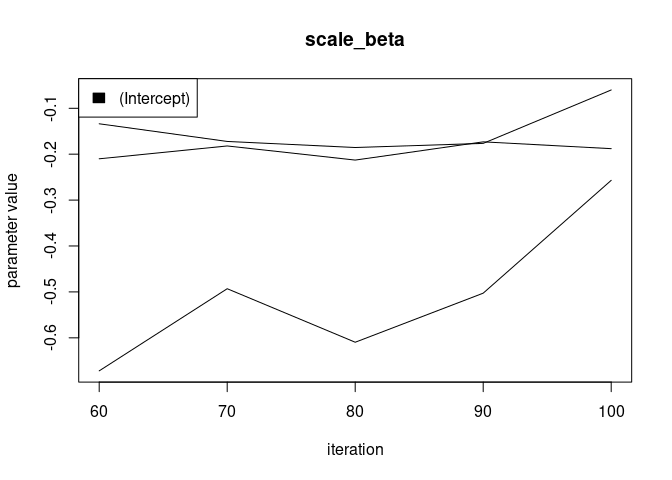 scale_beta
(Intercept)
parameter value
-0.1
-0.2
-0.3
-0.4
-0.5
-0.6
60 70 80 90 100
iteration